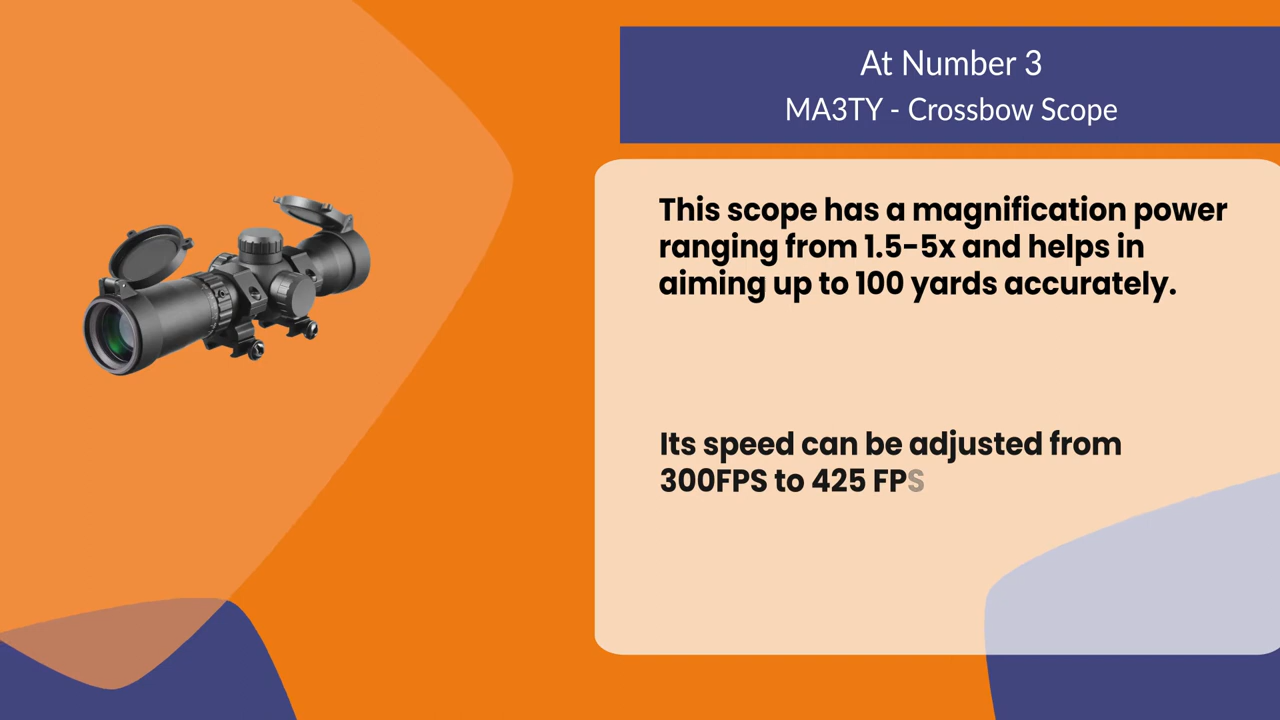 At Number 3
MA3TY - Crossbow Scope
This scope has a magnification power
ranging from 1.5-5x and helps in
aiming up to 100 yards accurately.
Its speed can be adjusted from
300FPS to 425 FPS